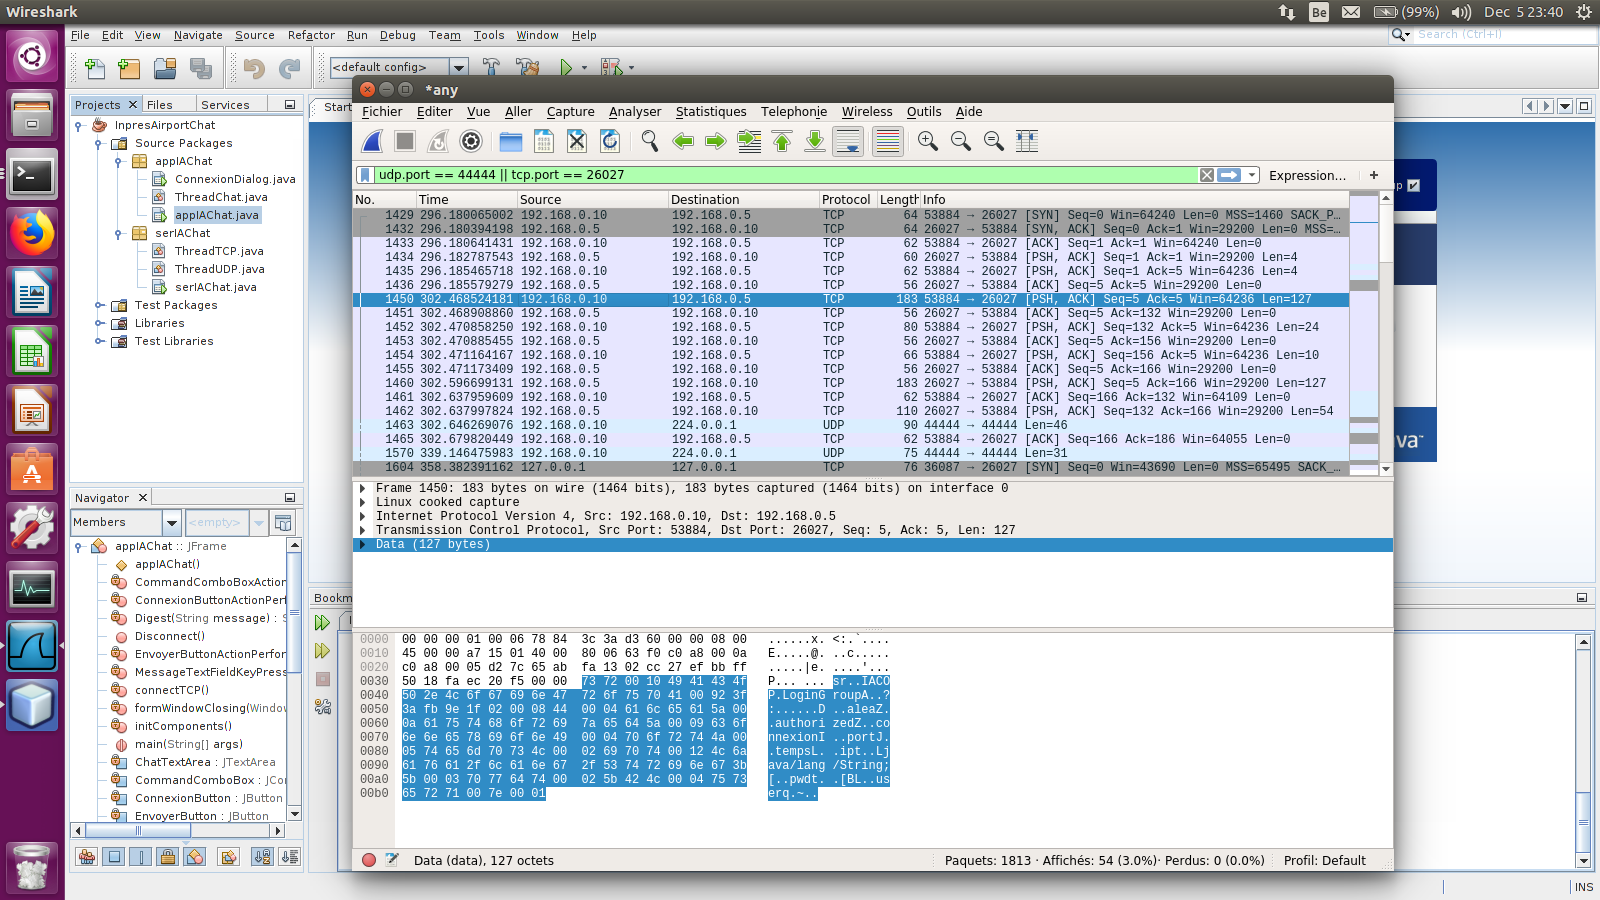 Wireshark
Be
(99%)
Dec 5 23:40
File Edit View Navigate Source Refactor Run Debug Team Tools Window Help
Search (Ctrl+I)
<default config>
*any
Projects Files Services
Start
Fichier Editer Vue Aller Capture Analyser Statistiques Telephonie Wireless Outils Aide
InpresAirportChat
Source Packages
appIAChat
ConnexionDialog.java
ThreadChat.java
appIAChat.java
serIAChat
ThreadTCP.java
ThreadUDP.java
serIAChat.java
Test Packages
Libraries
Test Libraries
udp.port == 44444 || tcp.port == 26027
Expression...
+
No. Time Source Destination Protocol Length Info
1429 296.180065002 192.168.0.10 192.168.0.5 TCP 64 53884 → 26027 [SYN] Seq=0 Win=64240 Len=0 MSS=1460 SACK_P...
1432 296.180394198 192.168.0.5 192.168.0.10 TCP 64 26027 → 53884 [SYN, ACK] Seq=0 Ack=1 Win=29200 Len=0 MSS=...
1433 296.180641431 192.168.0.10 192.168.0.5 TCP 62 53884 → 26027 [ACK] Seq=1 Ack=1 Win=64240 Len=0
1434 296.182787543 192.168.0.5 192.168.0.10 TCP 60 26027 → 53884 [PSH, ACK] Seq=1 Ack=1 Win=29200 Len=4
1435 296.185465718 192.168.0.10 192.168.0.5 TCP 62 53884 → 26027 [PSH, ACK] Seq=1 Ack=5 Win=64236 Len=4
1436 296.185579279 192.168.0.5 192.168.0.10 TCP 56 26027 → 53884 [ACK] Seq=5 Ack=5 Win=29200 Len=0
1450 302.468524181 192.168.0.10 192.168.0.5 TCP 183 53884 → 26027 [PSH, ACK] Seq=5 Ack=5 Win=64236 Len=127
1451 302.468908860 192.168.0.5 192.168.0.10 TCP 56 26027 → 53884 [ACK] Seq=5 Ack=132 Win=29200 Len=0
1452 302.470858250 192.168.0.10 192.168.0.5 TCP 80 53884 → 26027 [PSH, ACK] Seq=132 Ack=5 Win=64236 Len=24
1453 302.470885455 192.168.0.5 192.168.0.10 TCP 56 26027 → 53884 [ACK] Seq=5 Ack=156 Win=29200 Len=0
1454 302.471164167 192.168.0.10 192.168.0.5 TCP 66 53884 → 26027 [PSH, ACK] Seq=156 Ack=5 Win=64236 Len=10
1455 302.471173409 192.168.0.5 192.168.0.10 TCP 56 26027 → 53884 [ACK] Seq=5 Ack=166 Win=29200 Len=0
1460 302.596699131 192.168.0.5 192.168.0.10 TCP 183 26027 → 53884 [PSH, ACK] Seq=5 Ack=166 Win=29200 Len=127
1461 302.637959609 192.168.0.10 192.168.0.5 TCP 62 53884 → 26027 [ACK] Seq=166 Ack=132 Win=64109 Len=0
1462 302.637997824 192.168.0.5 192.168.0.10 TCP 110 26027 → 53884 [PSH, ACK] Seq=132 Ack=166 Win=29200 Len=54
1463 302.646269076 192.168.0.10 224.0.0.1 UDP 90 44444 → 44444 Len=46
1465 302.679820449 192.168.0.10 192.168.0.5 TCP 62 53884 → 26027 [ACK] Seq=166 Ack=186 Win=64055 Len=0
1570 339.146475983 192.168.0.10 224.0.0.1 UDP 75 44444 → 44444 Len=31
1604 358.382391162 127.0.0.1 127.0.0.1 TCP 76 36087 → 26027 [SYN] Seq=0 Win=43690 Len=0 MSS=65495 SACK_...
Frame 1450: 183 bytes on wire (1464 bits), 183 bytes captured (1464 bits) on interface 0
Linux cooked capture
Internet Protocol Version 4, Src: 192.168.0.10, Dst: 192.168.0.5
Transmission Control Protocol, Src Port: 53884, Dst Port: 26027, Seq: 5, Ack: 5, Len: 127
Data (127 bytes)
Navigator
Members
<empty>
appIAChat :: JFrame
appIAChat()
CommandComboBoxAction
ConnexionButtonActionPerf
Digest(String message) : S
Disconnect()
EnvoyerButtonActionPerfor
MessageTextFieldKeyPress
connectTCP()
formWindowClosing(Window
initComponents()
main(String[] args)
ChatTextArea : JTextArea
CommandComboBox : JCon
ConnexionButton : JButton
EnvoyerButton : JButton
Bookm
0000 00 00 00 01 00 06 78 84 3c 3a d3 60 00 00 08 00 ......x. <:.`....
0010 45 00 00 a7 15 01 40 00 80 06 63 f0 c0 a8 00 0a E.....@. ..c.....
0020 c0 a8 00 05 d2 7c 65 ab fa 13 02 cc 27 ef bb ff .....|e. ....'...
0030 50 18 fa ec 20 f5 00 00 73 72 00 10 49 41 43 4f P... ... sr..IACO
0040 50 2e 4c 6f 67 69 6e 47 72 6f 75 70 41 00 92 3f P.LoginG roupA..?
0050 3a fb 9e 1f 02 00 08 44 00 04 61 6c 65 61 5a 00 :......D ..aleaZ.
0060 0a 61 75 74 68 6f 72 69 7a 65 64 5a 00 09 63 6f .authori zedZ..co
0070 6e 6e 65 78 69 6f 6e 49 00 04 70 6f 72 74 4a 00 nnexionI ..portJ.
0080 05 74 65 6d 70 73 4c 00 02 69 70 74 00 12 4c 6a .tempsL. .ipt..Lj
0090 61 76 61 2f 6c 61 6e 67 2f 53 74 72 69 6e 67 3b ava/lang /String;
00a0 5b 00 03 70 77 64 74 00 02 5b 42 4c 00 04 75 73 [..pwdt. .[BL..us
00b0 65 72 71 00 7e 00 01 erq.~..
Data (data), 127 octets
Paquets: 1813 · Affichés: 54 (3.0%)· Perdus: 0 (0.0%)
Profil: Default
INS